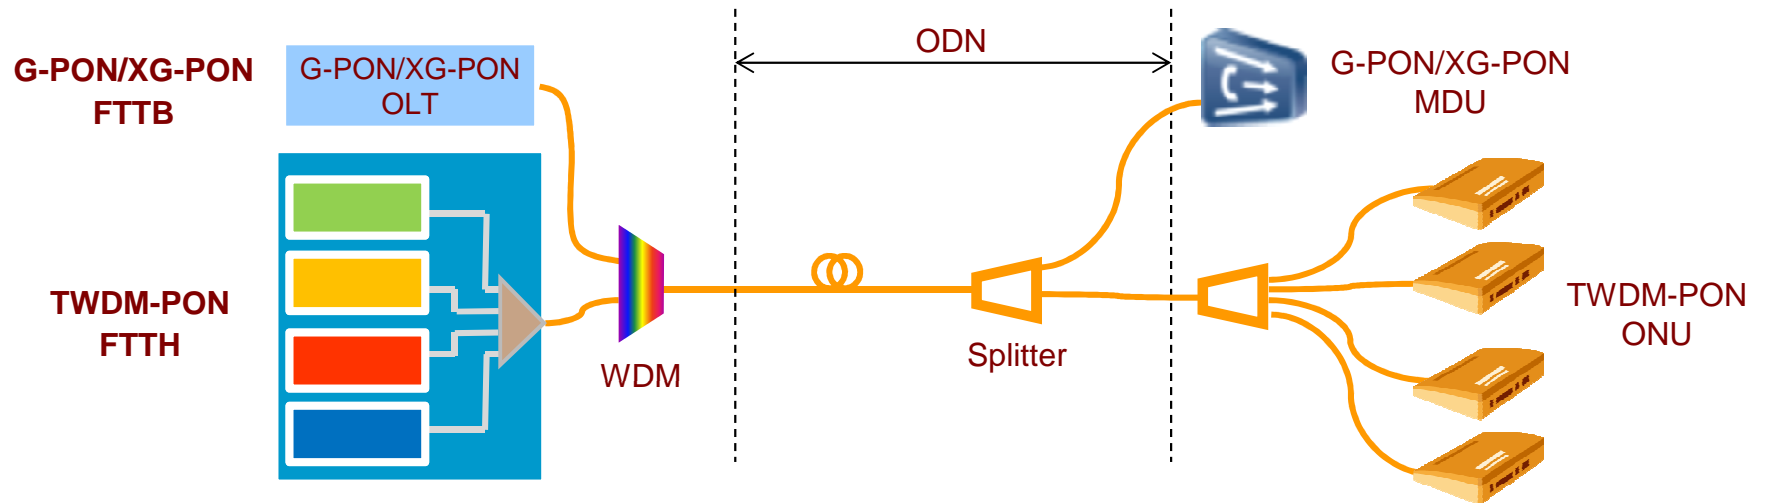 G-PON/XG-PON
FTTB
G-PON/XG-PON
OLT
ODN
G-PON/XG-PON
MDU
TWDM-PON
FTTH
WDM
Splitter
TWDM-PON
ONU